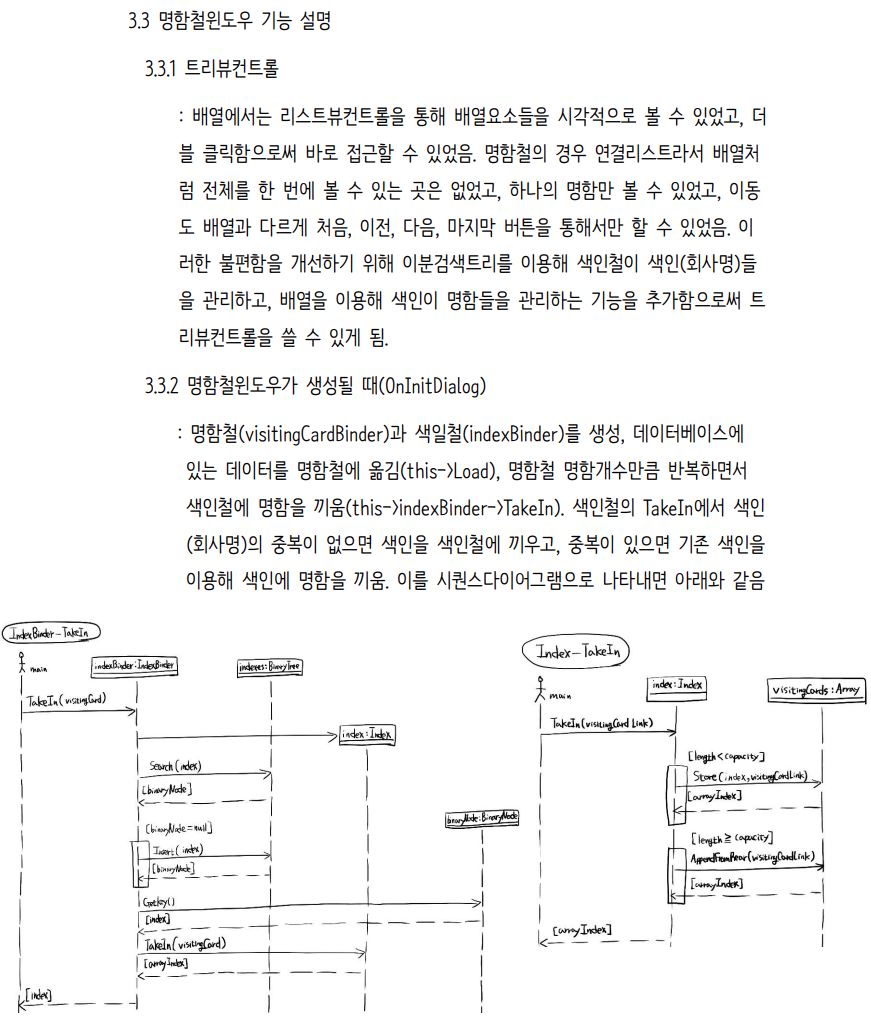 3.3 명함철윈도우 기능 설명
3.3.1 트리뷰컨트롤
: 배열에서는 리스트뷰컨트롤을 통해 배열요소들을 시각적으로 볼 수 있었고, 더
블 클릭함으로써 바로 접근할 수 있었음. 명함철의 경우 연결리스트라서 배열처
럼 전체를 한 번에 볼 수 있는 곳은 없었고, 하나의 명함만 볼 수 있었고, 이동
도 배열과 다르게 처음, 이전, 다음, 마지막 버튼을 통해서만 할 수 있었음. 이
러한 불편함을 개선하기 위해 이분검색트리를 이용해 색인철이 색인(회사명)들
을 관리하고, 배열을 이용해 색인이 명함들을 관리하는 기능을 추가함으로써 트
리뷰컨트롤을 쓸 수 있게 됨.
3.3.2 명함철윈도우가 생성될 때(OnInitDialog)
: 명함철(visitingCardBinder)과 색일철(indexBinder)를 생성, 데이터베이스에
있는 데이터를 명함철에 옮김(this->Load), 명함철 명함개수만큼 반복하면서
색인철에 명함을 끼움(this->indexBinder->TakeIn). 색인철의 TakeIn에서 색인
(회사명)의 중복이 없으면 색인을 색인철에 끼우고, 중복이 있으면 기존 색인을
이용해 색인에 명함을 끼움. 이를 시퀀스다이어그램으로 나타내면 아래와 같음
IndexBinder-TakeIn
main
indexBinder:IndexBinder
indexes:BinaryTree
TakeIn(visitingCard)
index:Index
Search(index)
[binaryNode]
binaryNode:BinaryNode
[binaryNode=null]
Insert(index)
[binaryNode]
GetKey()
[index]
TakeIn(visitingCard)
[arrayIndex]
[index]
Index-TakeIn
main
index:Index
visitingCards:Array
TakeIn(visitingCard Link)
[length<capacity]
Store(index,visitingCardLink)
[arrayIndex]
[length≥capacity]
AppendFromRear(visitingCardLink)
[arrayIndex]
[arrayIndex]